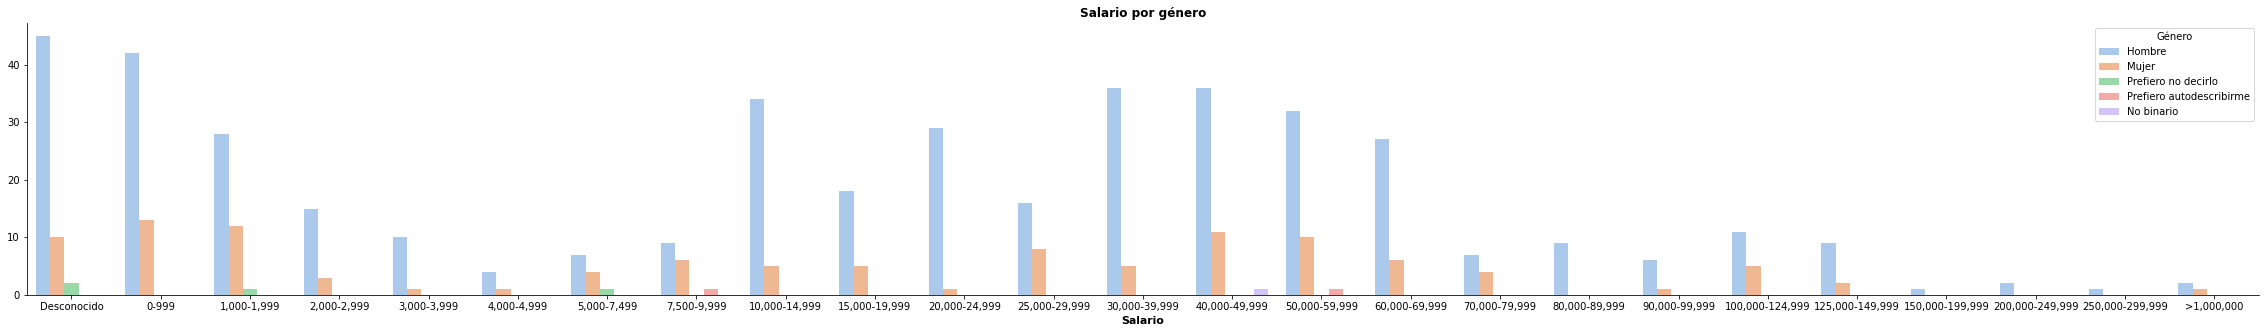 Salario por género
Género
Hombre
Mujer
Prefiero no decirlo
Prefiero autodescribirme
No binario
40
30
20
10
0
Desconocido 0-999 1,000-1,999 2,000-2,999 3,000-3,999 4,000-4,999 5,000-7,499 7,500-9,999 10,000-14,999 15,000-19,999 20,000-24,999 25,000-29,999 30,000-39,999 40,000-49,999 50,000-59,999 60,000-69,999 70,000-79,999 80,000-89,999 90,000-99,999 100,000-124,999 125,000-149,999 150,000-199,999 200,000-249,999 250,000-299,999 >1,000,000
Salario